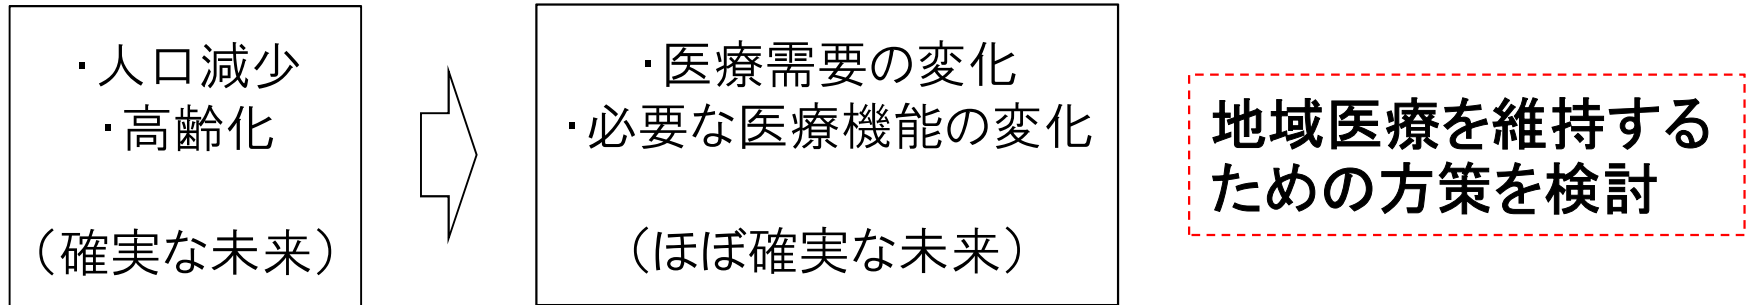 ・人口減少
・高齢化
（確実な未来）
・医療需要の変化
・必要な医療機能の変化
（ほぼ確実な未来）
地域医療を維持する
ための方策を検討